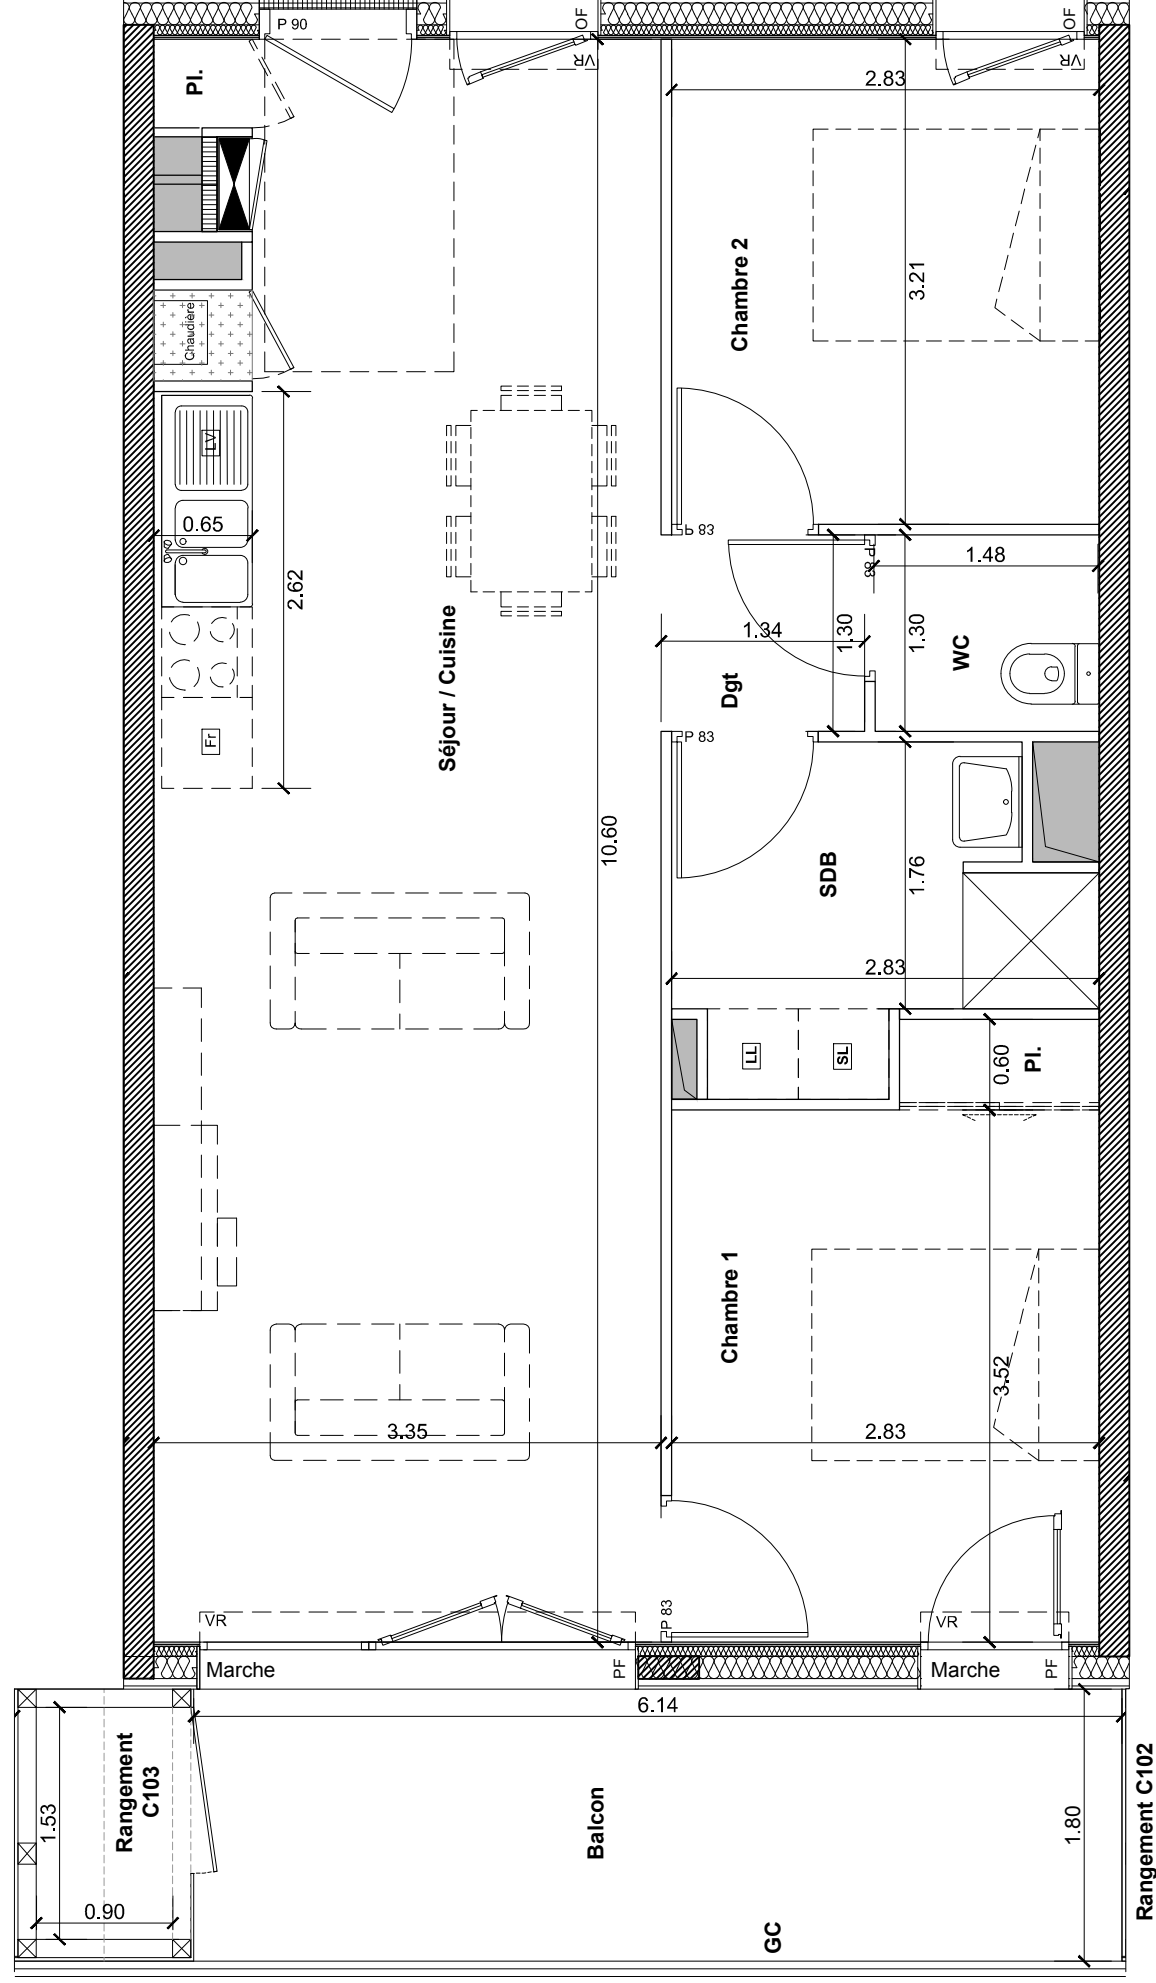 P 90
OF
VR
OF
VR
Pl.
2.83
Chaudière
Chambre 2
3.21
LV
0.65
2.62
P 83
P 83
1.48
Séjour / Cuisine
1.34
1.30
1.30
WC
Dgt
Fr
P 83
10.60
SDB
1.76
2.83
LL
SL
0.60
Pl.
Chambre 1
3.52
3.35
2.83
P 83
VR
VR
Marche
PF
Marche
PF
6.14
Rangement
C103
1.53
0.90
Balcon
1.80
GC
Rangement C102